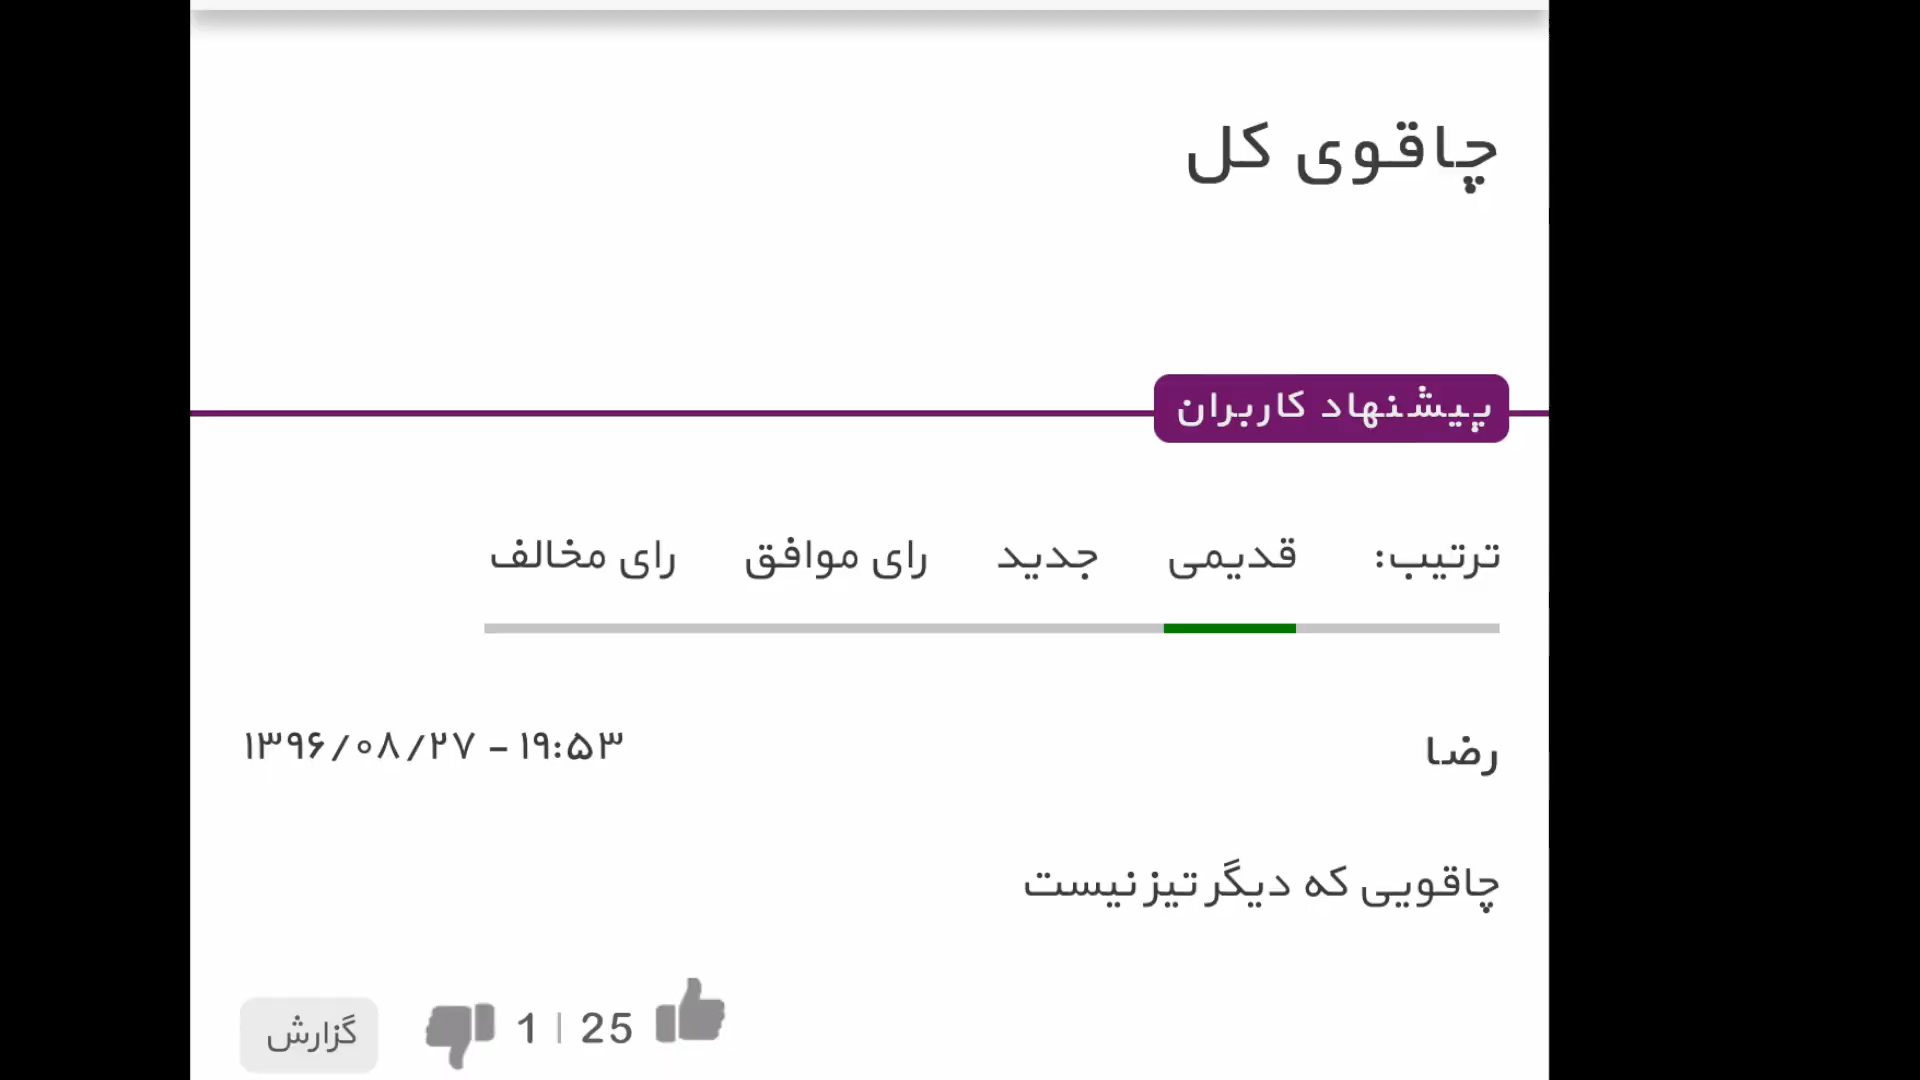 چاقوی کل
پیشنهاد کاربران
ترتیب: قدیمی جدید رای موافق رای مخالف
رضا ۱۳۹۶/۰۸/۲۷ - ۱۹:۵۳
چاقویی که دیگر تیز نیست
25 | 1 گزارش